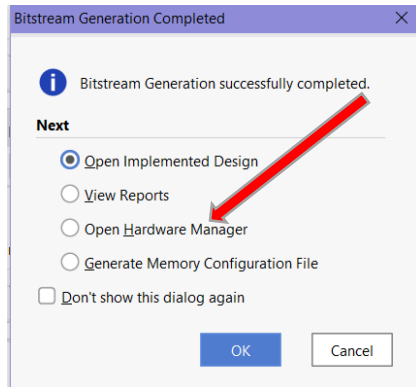 Bitstream Generation Completed
Bitstream Generation successfully completed.
Next
Open Implemented Design
View Reports
Open Hardware Manager
Generate Memory Configuration File
Don't show this dialog again
OK Cancel